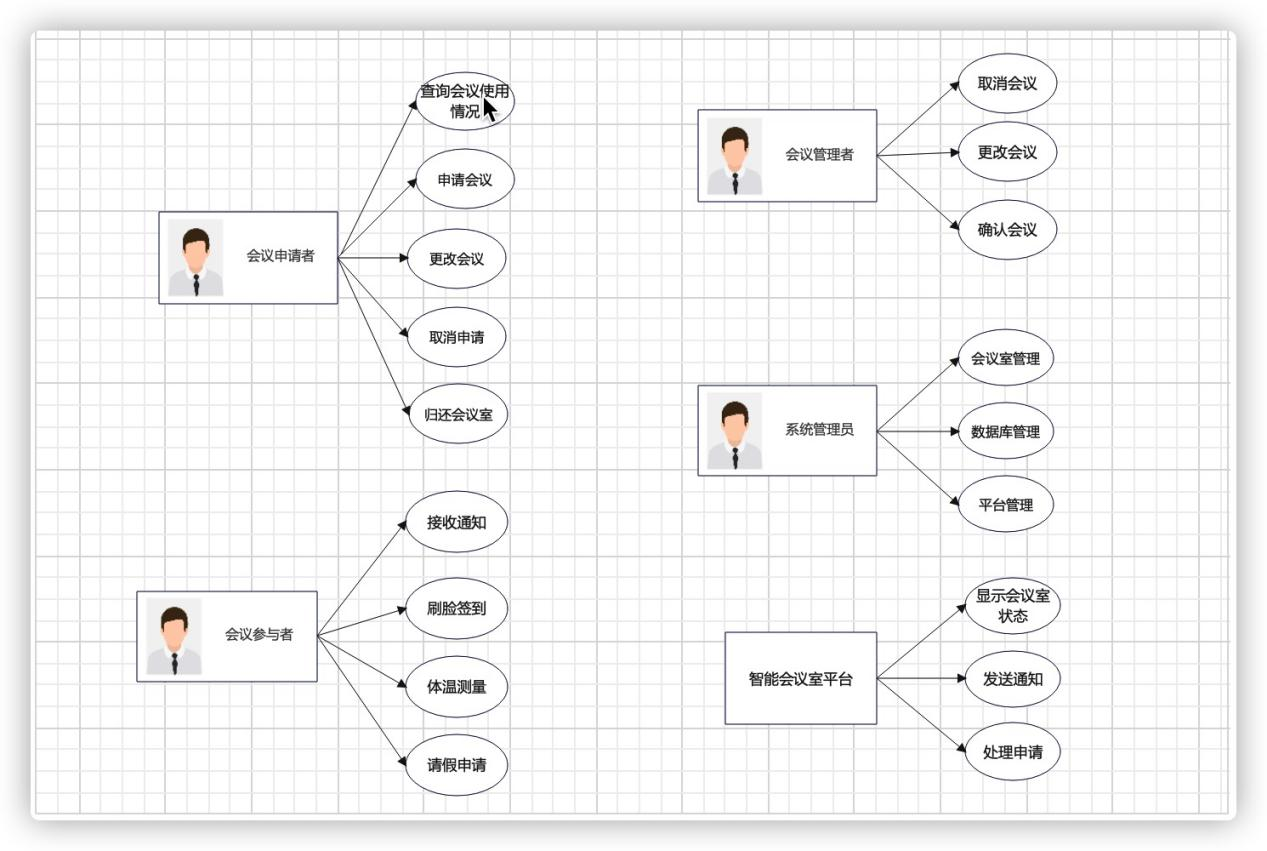 查询会议使用
情况
申请会议
会议申请者
更改会议
取消申请
归还会议室
接收通知
刷脸签到
会议参与者
体温测量
请假申请
取消会议
会议管理者
更改会议
确认会议
会议室管理
系统管理员
数据库管理
平台管理
显示会议室
状态
智能会议室平台
发送通知
处理申请